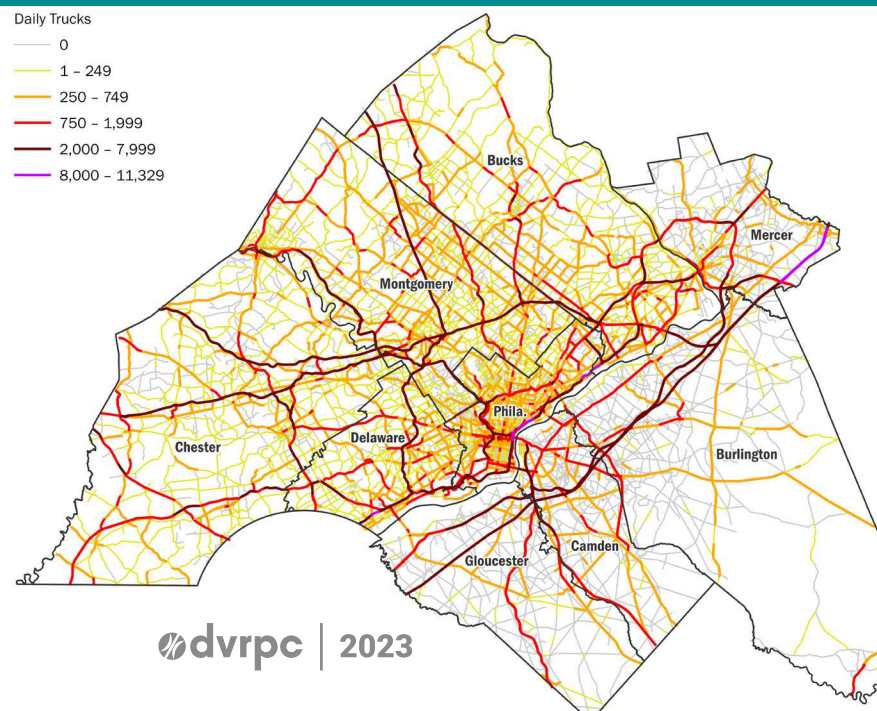 Daily Trucks
0
1 – 249
250 – 749
750 – 1,999
2,000 – 7,999
8,000 – 11,329
Bucks
Mercer
Montgomery
Phila.
Chester
Delaware
Burlington
Gloucester
Camden
dvrpc | 2023